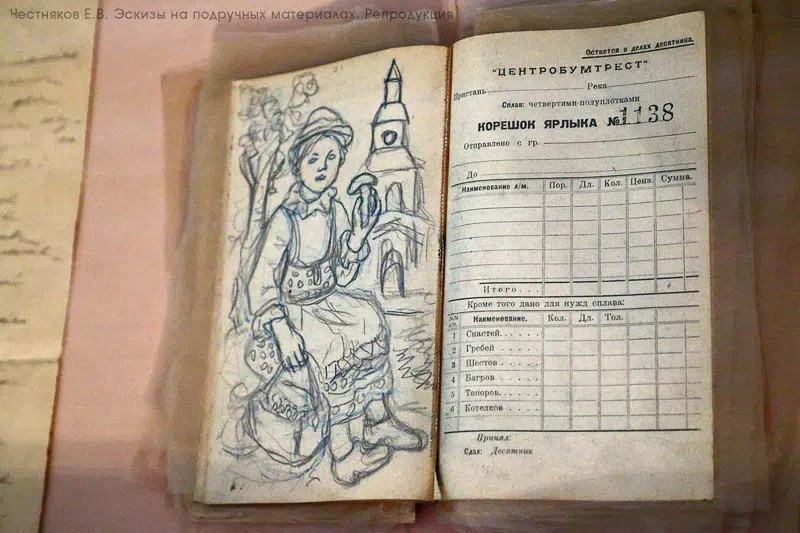 Честняков Е.В. Эскизы на подручных материалах. Репродукция
Остается в делах десятника.
"ЦЕНТРОБУМТРЕСТ"
Пристань Река
Сплав: четвертями-полуплотками
КОРЕШОК ЯРЛЫКА № 1138
Отправлено с гр.
До
Наименование л/м. Пор. Дл. Кол. Цена. Сумма.
Итого . . .
Кроме того дано для нужд сплава:
№№ п/п. Наименование. Кол. Дл. Тол.
1 Снастей . . . . .
2 Гребей . . . . .
3 Шестов . . . . .
4 Багров . . . . .
5 Топоров . . . . .
6 Котелков . . . .
Принял:
Сдал: Десятник